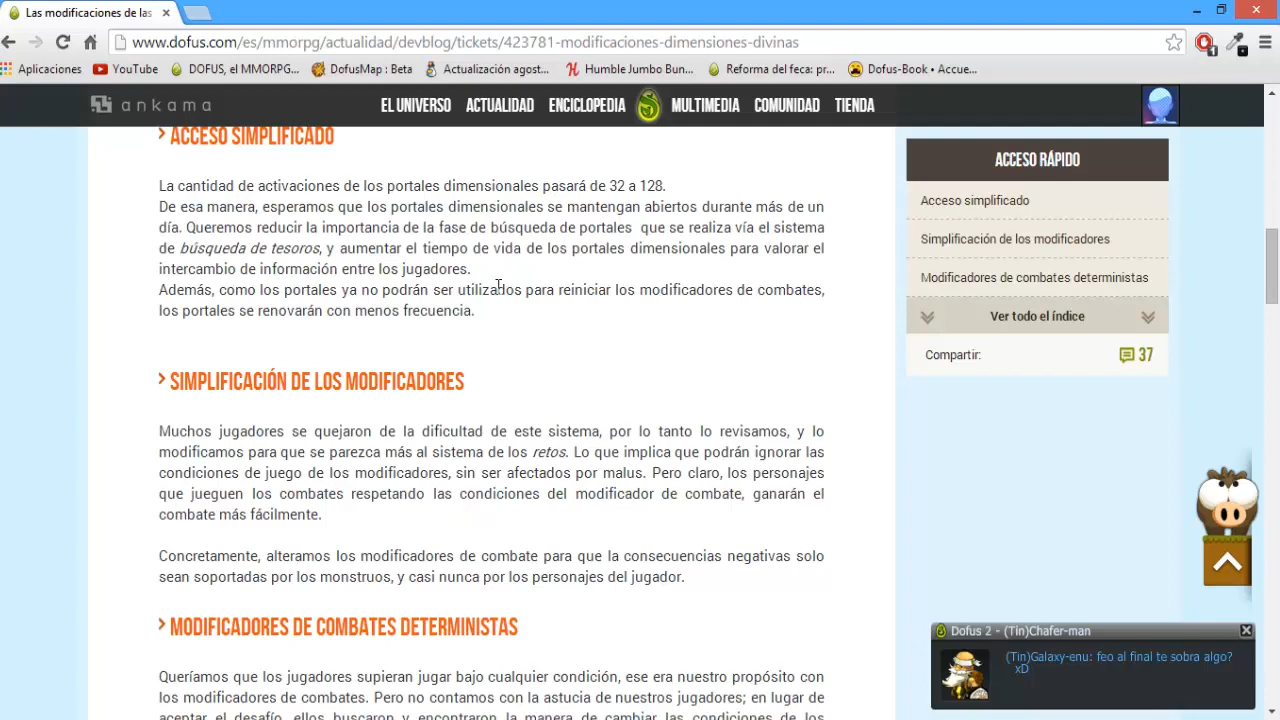 Las modificaciones de las
www.dofus.com/es/mmorpg/actualidad/devblog/tickets/423781-modificaciones-dimensiones-divinas
1
Aplicaciones YouTube DOFUS, el MMORPG... DofusMap : Beta Actualización agost... Humble Jumbo Bun... Reforma del feca: pr... Dofus-Book • Accue...
ankama EL UNIVERSO ACTUALIDAD ENCICLOPEDIA MULTIMEDIA COMUNIDAD TIENDA
ACCESO SIMPLIFICADO
La cantidad de activaciones de los portales dimensionales pasará de 32 a 128.
De esa manera, esperamos que los portales dimensionales se mantengan abiertos durante más de un
día. Queremos reducir la importancia de la fase de búsqueda de portales que se realiza vía el sistema
de búsqueda de tesoros, y aumentar el tiempo de vida de los portales dimensionales para valorar el
intercambio de información entre los jugadores.
Además, como los portales ya no podrán ser utilizados para reiniciar los modificadores de combates,
los portales se renovarán con menos frecuencia.
SIMPLIFICACIÓN DE LOS MODIFICADORES
Muchos jugadores se quejaron de la dificultad de este sistema, por lo tanto lo revisamos, y lo
modificamos para que se parezca más al sistema de los retos. Lo que implica que podrán ignorar las
condiciones de juego de los modificadores, sin ser afectados por malus. Pero claro, los personajes
que jueguen los combates respetando las condiciones del modificador de combate, ganarán el
combate más fácilmente.
Concretamente, alteramos los modificadores de combate para que la consecuencias negativas solo
sean soportadas por los monstruos, y casi nunca por los personajes del jugador.
MODIFICADORES DE COMBATES DETERMINISTAS
Queríamos que los jugadores supieran jugar bajo cualquier condición, ese era nuestro propósito con
los modificadores de combates. Pero no contamos con la astucia de nuestros jugadores; en lugar de
aceptar el desafío, ellos buscaron y encontraron la manera de cambiar las condiciones de los
ACCESO RÁPIDO
Acceso simplificado
Simplificación de los modificadores
Modificadores de combates deterministas
Ver todo el índice
Compartir: 37
Dofus 2 - (Tin)Chafer-man
(Tin)Galaxy-enu: feo al final te sobra algo?
xD